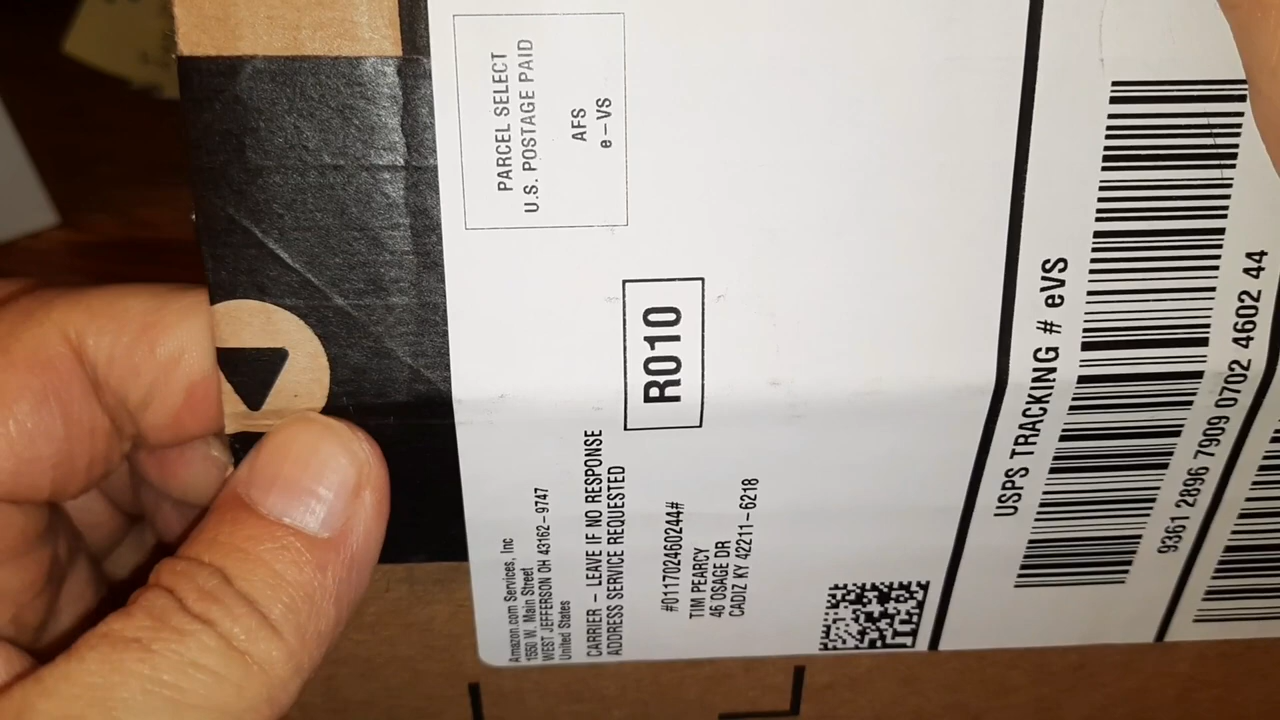 PARCEL SELECT
U.S. POSTAGE PAID
AFS
e-VS
Amazon.com Services, Inc
1550 W. Main Street
WEST JEFFERSON OH 43162-9747
United States
CARRIER - LEAVE IF NO RESPONSE
ADDRESS SERVICE REQUESTED
R010
#0117024602​44#
TIM PEARCY
46 OSAGE DR
CADIZ KY 42211-6218
USPS TRACKING # eVS
9361 2896 7909 0702 4602 44